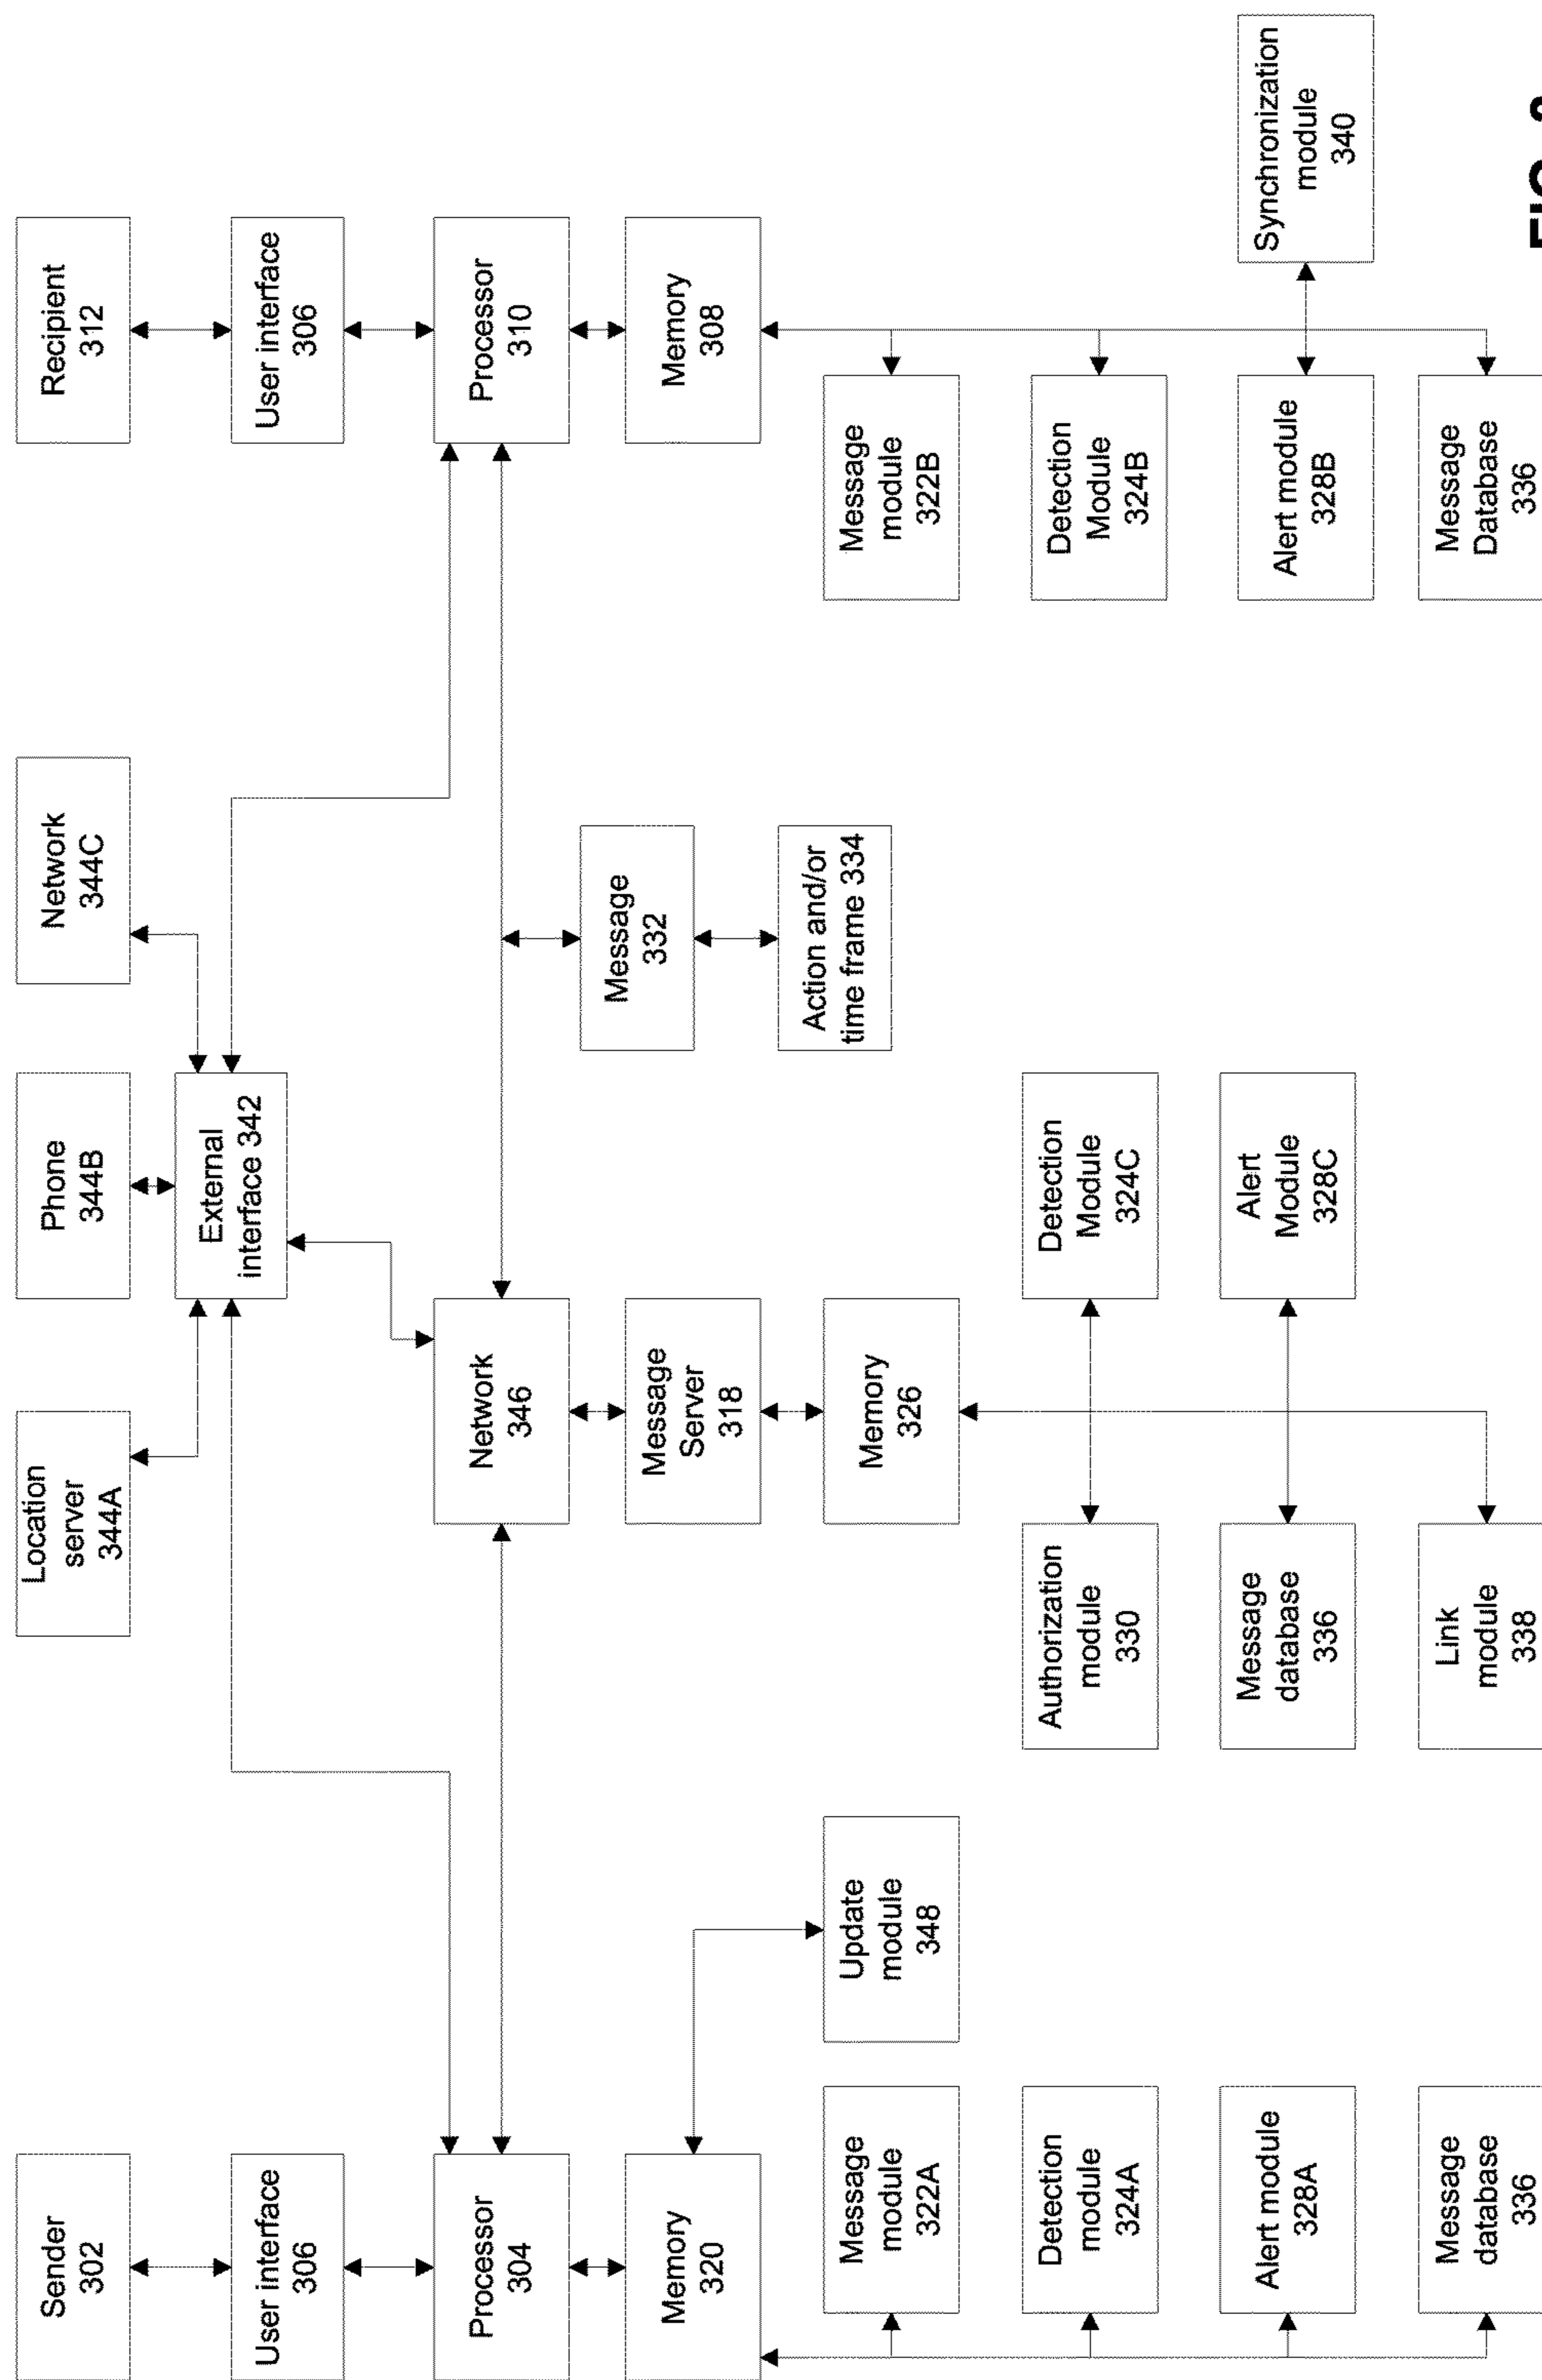 Sender
302
User interface
306
Processor
304
Memory
320
Message
module
322A
Detection
module
324A
Alert module
328A
Message
database
336
Update
module
348
Location
server
344A
Phone
344B
Network
344C
External
interface 342
Network
346
Message
Server
318
Memory
326
Authorization
module
330
Detection
Module
324C
Message
database
336
Alert
Module
328C
Link
module
338
Message
332
Action and/or
time frame 334
Recipient
312
User interface
306
Processor
310
Memory
308
Message
module
322B
Detection
Module
324B
Alert module
328B
Message
Database
336
Synchronization
module
340